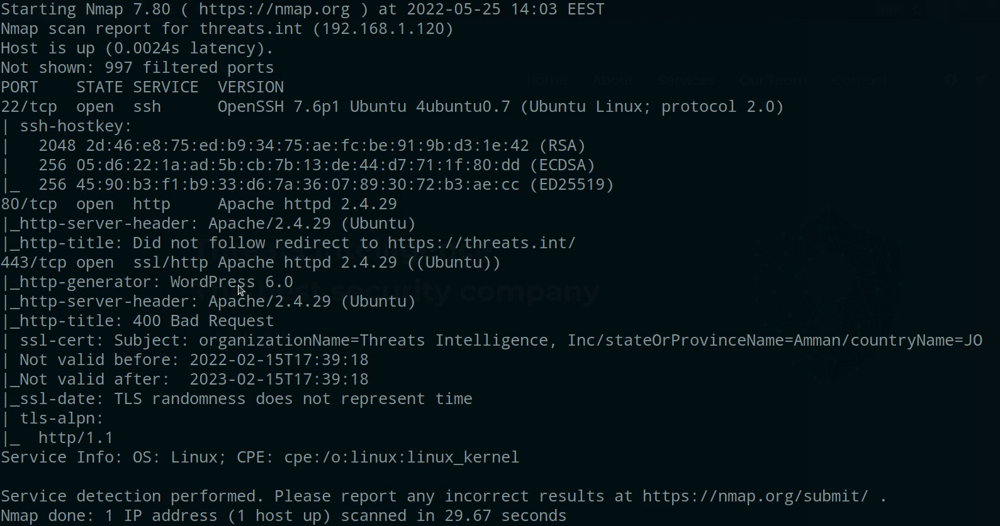 Starting Nmap 7.80 ( https://nmap.org ) at 2022-05-25 14:03 EEST
Nmap scan report for threats.int (192.168.1.120)
Host is up (0.0024s latency).
Not shown: 997 filtered ports
Home About Services Our Team Contact
PORT    STATE SERVICE  VERSION
22/tcp  open  ssh      OpenSSH 7.6p1 Ubuntu 4ubuntu0.7 (Ubuntu Linux; protocol 2.0)
| ssh-hostkey:
|   2048 2d:46:e8:75:ed:b9:34:75:ae:fc:be:91:9b:d3:1e:42 (RSA)
|   256 05:d6:22:1a:ad:5b:cb:7b:13:de:44:d7:71:1f:80:dd (ECDSA)
|_  256 45:90:b3:f1:b9:33:d6:7a:36:07:89:30:72:b3:ae:cc (ED25519)
80/tcp  open  http     Apache httpd 2.4.29
|_http-server-header: Apache/2.4.29 (Ubuntu)
|_http-title: Did not follow redirect to https://threats.int/
443/tcp open  ssl/http Apache httpd 2.4.29 ((Ubuntu))
|_http-generator: WordPress 6.0
security company
|_http-server-header: Apache/2.4.29 (Ubuntu)
|_http-title: 400 Bad Request
| ssl-cert: Subject: organizationName=Threats Intelligence, Inc/stateOrProvinceName=Amman/countryName=JO
| Not valid before: 2022-02-15T17:39:18
|_Not valid after:  2023-02-15T17:39:18
|_ssl-date: TLS randomness does not represent time
| tls-alpn:
|_  http/1.1
Service Info: OS: Linux; CPE: cpe:/o:linux:linux_kernel
Service detection performed. Please report any incorrect results at https://nmap.org/submit/ .
Nmap done: 1 IP address (1 host up) scanned in 29.67 seconds